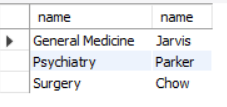 name name
General Medicine Jarvis
Psychiatry Parker
Surgery Chow